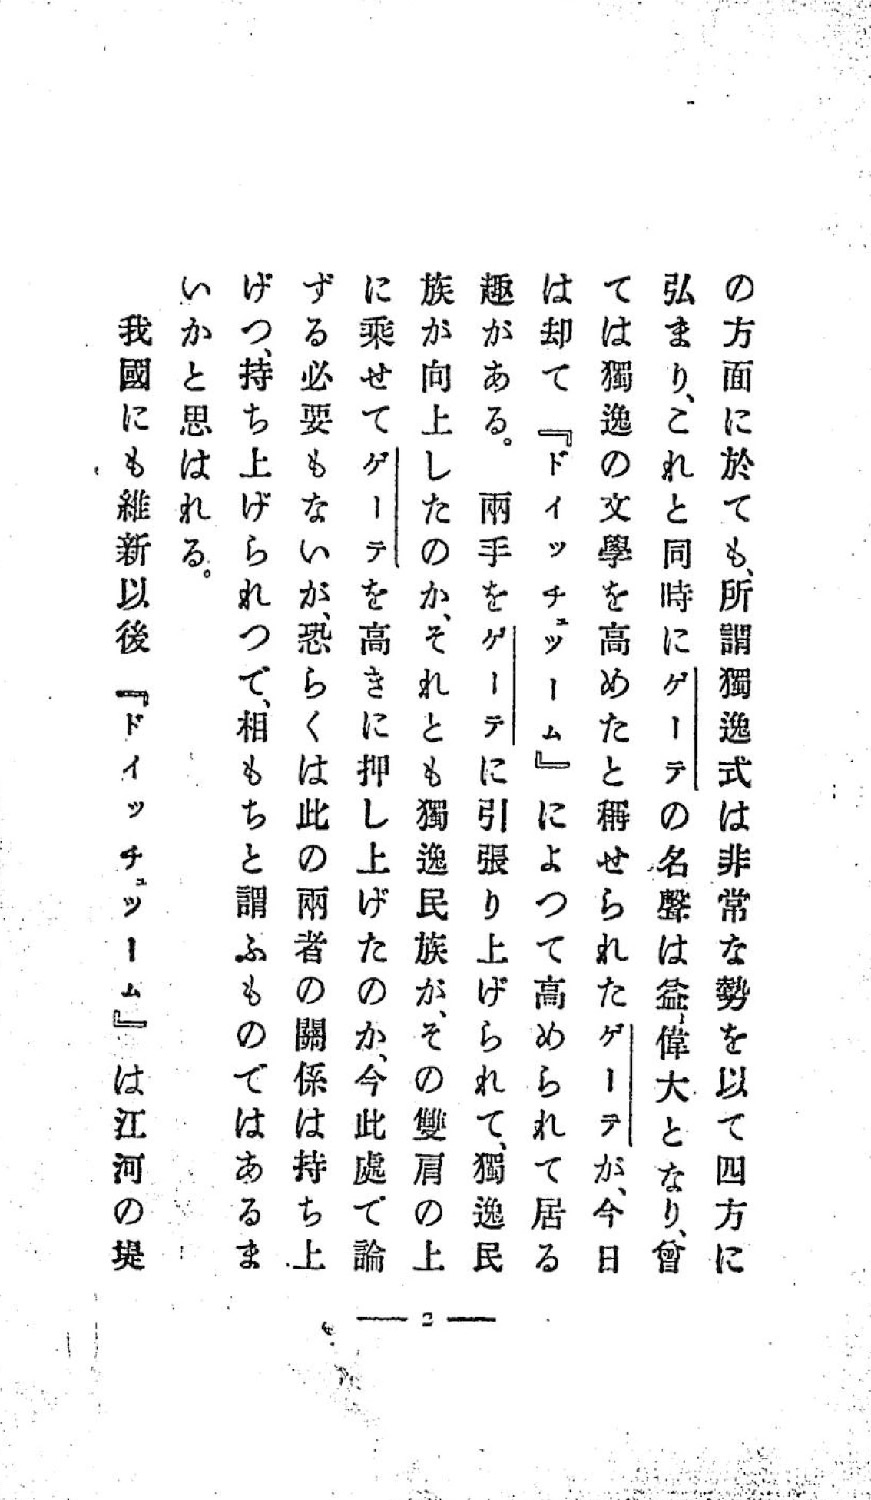 の方面に於ても、所謂獨逸式は非常な勢を以て四方に
弘まり、これと同時にゲーテの名聲は益〻偉大となり、曾
ては獨逸の文學を高めたと稱せられたゲーテが、今日
は却て『ドイッチュツーム』によつて高められて居る
趣がある。 兩手をゲーテに引張り上げられて、獨逸民
族が向上したのか、それとも獨逸民族が、その雙肩の上
に乘せてゲーテを高きに押し上げたのか、今此處で論
ずる必要もないが、恐らくは此の兩者の關係は持ち上
げつ、持ち上げられつで、相もちと謂ふものではあるま
いかと思はれる。
我國にも維新以後『ドイッチュツーム』は江河の堤
— 2 —